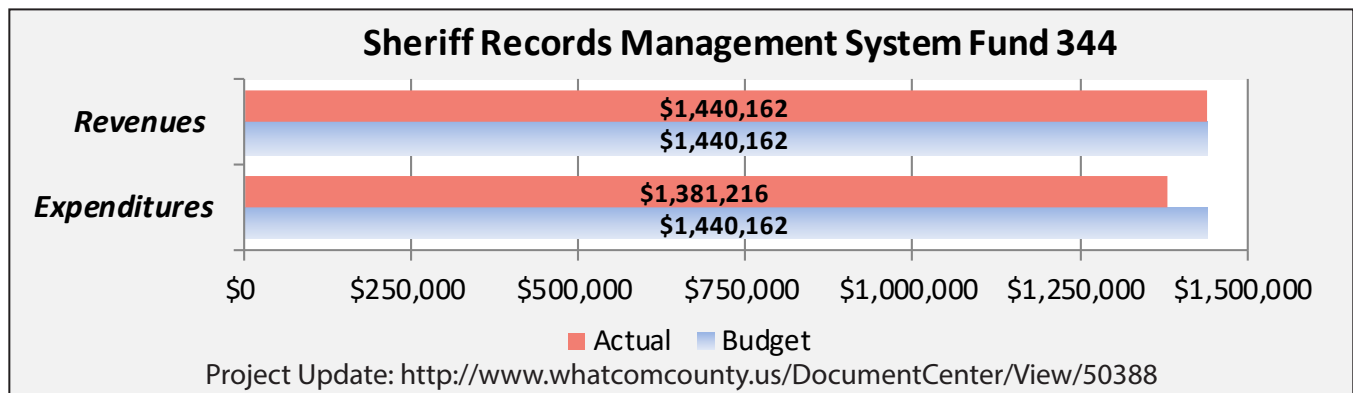 Sheriff Records Management System Fund 344
Revenues
$1,440,162
$1,440,162
Expenditures
$1,381,216
$1,440,162
$0 $250,000 $500,000 $750,000 $1,000,000 $1,250,000 $1,500,000
Actual Budget
Project Update: http://www.whatcomcounty.us/DocumentCenter/View/50388